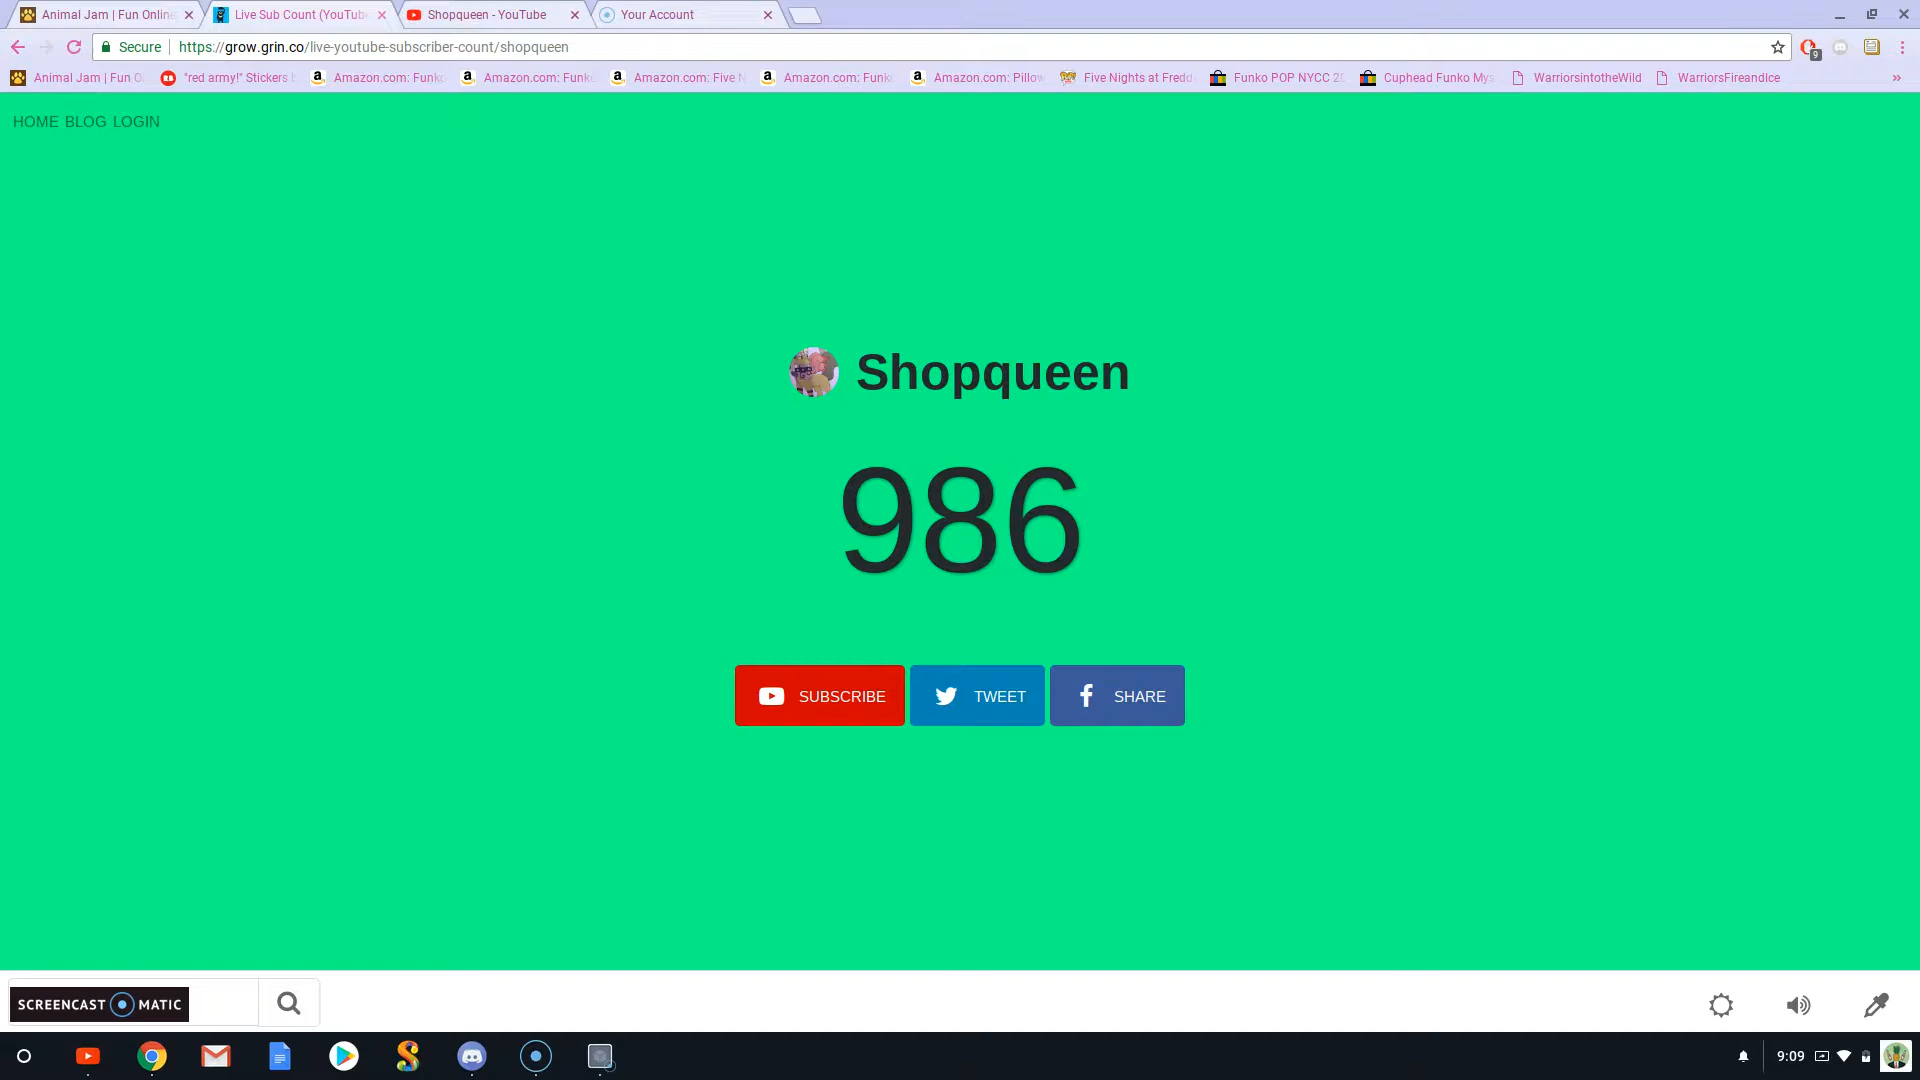 Animal Jam | Fun Online
Live Sub Count (YouTube
Shopqueen - YouTube
Your Account
Secure
https://grow.grin.co/live-youtube-subscriber-count/shopqueen
9
Animal Jam | Fun O
"red army!" Stickers
Amazon.com: Funko
Amazon.com: Funko
Amazon.com: Five N
Amazon.com: Funko
Amazon.com: Pillow
Five Nights at Fredd
Funko POP NYCC 20
Cuphead Funko Mys
WarriorsintotheWild
WarriorsFireandIce
HOME BLOG LOGIN
Shopqueen
986
SUBSCRIBE
TWEET
SHARE
SCREENCAST MATIC
9:09